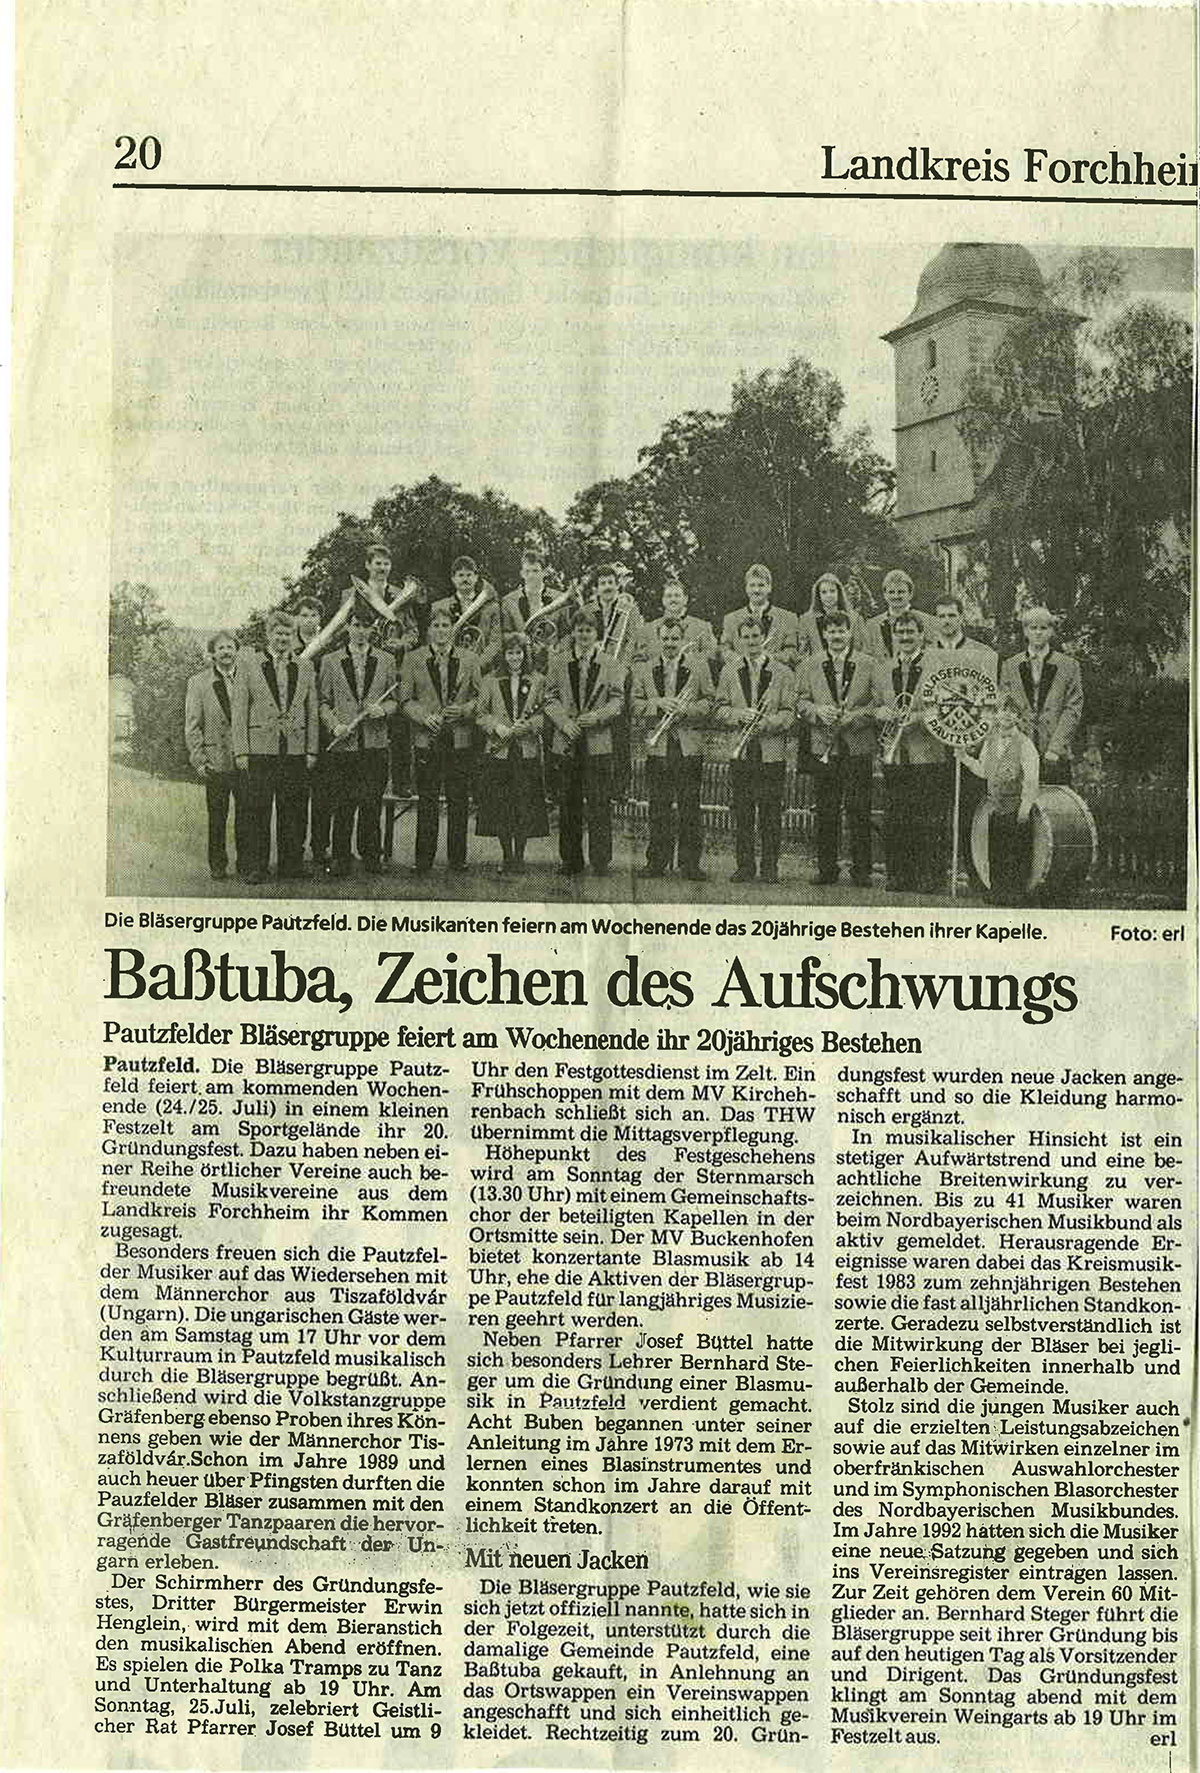 20
Landkreis Forchhei
BLÄSERGRUPPE
PAUTZFELD
Die Bläsergruppe Pautzfeld. Die Musikanten feiern am Wochenende das 20jährige Bestehen ihrer Kapelle. Foto: erl
Baßtuba, Zeichen des Aufschwungs
Pautzfelder Bläsergruppe feiert am Wochenende ihr 20jähriges Bestehen
Pautzfeld. Die Bläsergruppe Pautz-
feld feiert am kommenden Wochen-
ende (24./25. Juli) in einem kleinen
Festzelt am Sportgelände ihr 20.
Gründungsfest. Dazu haben neben ei-
ner Reihe örtlicher Vereine auch be-
freundete Musikvereine aus dem
Landkreis Forchheim ihr Kommen
zugesagt.
Besonders freuen sich die Pautzfel-
der Musiker auf das Wiedersehen mit
dem Männerchor aus Tiszaföldvár
(Ungarn). Die ungarischen Gäste wer-
den am Samstag um 17 Uhr vor dem
Kulturraum in Pautzfeld musikalisch
durch die Bläsergruppe begrüßt. An-
schließend wird die Volkstanzgruppe
Gräfenberg ebenso Proben ihres Kön-
nens geben wie der Männerchor Tis-
zaföldvár.Schon im Jahre 1989 und
auch heuer über Pfingsten durften die
Pauzfelder Bläser zusammen mit den
Gräfenberger Tanzpaaren die hervor-
ragende Gastfreundschaft der Un-
garn erleben.
Der Schirmherr des Gründungsfe-
stes, Dritter Bürgermeister Erwin
Henglein, wird mit dem Bieranstich
den musikalischen Abend eröffnen.
Es spielen die Polka Tramps zu Tanz
und Unterhaltung ab 19 Uhr. Am
Sonntag, 25.Juli, zelebriert Geistli-
cher Rat Pfarrer Josef Büttel um 9
Uhr den Festgottesdienst im Zelt. Ein
Frühschoppen mit dem MV Kircheh-
renbach schließt sich an. Das THW
übernimmt die Mittagsverpflegung.
Höhepunkt des Festgeschehens
wird am Sonntag der Sternmarsch
(13.30 Uhr) mit einem Gemeinschafts-
chor der beteiligten Kapellen in der
Ortsmitte sein. Der MV Buckenhofen
bietet konzertante Blasmusik ab 14
Uhr, ehe die Aktiven der Bläsergrup-
pe Pautzfeld für langjähriges Musizie-
ren geehrt werden.
Neben Pfarrer Josef Büttel hatte
sich besonders Lehrer Bernhard Ste-
ger um die Gründung einer Blasmu-
sik in Pautzfeld verdient gemacht.
Acht Buben begannen unter seiner
Anleitung im Jahre 1973 mit dem Er-
lernen eines Blasinstrumentes und
konnten schon im Jahre darauf mit
einem Standkonzert an die Öffent-
lichkeit treten.
Mit neuen Jacken
Die Bläsergruppe Pautzfeld, wie sie
sich jetzt offiziell nannte, hatte sich in
der Folgezeit, unterstützt durch die
damalige Gemeinde Pautzfeld, eine
Baßtuba gekauft, in Anlehnung an
das Ortswappen ein Vereinswappen
angeschafft und sich einheitlich ge-
kleidet. Rechtzeitig zum 20. Grün-
dungsfest wurden neue Jacken ange-
schafft und so die Kleidung harmo-
nisch ergänzt.
In musikalischer Hinsicht ist ein
stetiger Aufwärtstrend und eine be-
achtliche Breitenwirkung zu ver-
zeichnen. Bis zu 41 Musiker waren
beim Nordbayerischen Musikbund als
aktiv gemeldet. Herausragende Er-
eignisse waren dabei das Kreismusik-
fest 1983 zum zehnjährigen Bestehen
sowie die fast alljährlichen Standkon-
zerte. Geradezu selbstverständlich ist
die Mitwirkung der Bläser bei jegli-
chen Feierlichkeiten innerhalb und
außerhalb der Gemeinde.
Stolz sind die jungen Musiker auch
auf die erzielten Leistungsabzeichen
sowie auf das Mitwirken einzelner im
oberfränkischen Auswahlorchester
und im Symphonischen Blasorchester
des Nordbayerischen Musikbundes.
Im Jahre 1992 hatten sich die Musiker
eine neue Satzung gegeben und sich
ins Vereinsregister eintragen lassen.
Zur Zeit gehören dem Verein 60 Mit-
glieder an. Bernhard Steger führt die
Bläsergruppe seit ihrer Gründung bis
auf den heutigen Tag als Vorsitzender
und Dirigent. Das Gründungsfest
klingt am Sonntag abend mit dem
Musikverein Weingarts ab 19 Uhr im
Festzelt aus. erl